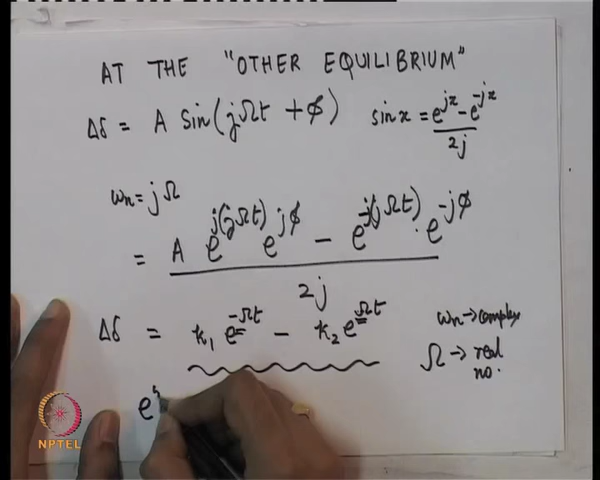 AT THE "OTHER EQUILIBRIUM"
Δδ = A sin(jΩt + ϕ) sin x = (e^{jx} - e^{-jx}) / 2j
ωn = jΩ
= (A e^{j(jΩt)} e^{jϕ} - e^{-j(jΩt)} . e^{-jϕ}) / 2j
Δδ = k₁ e^{-Ωt} - k₂ e^{Ωt}
ωn → complex
Ω → real
no.
e
NPTEL